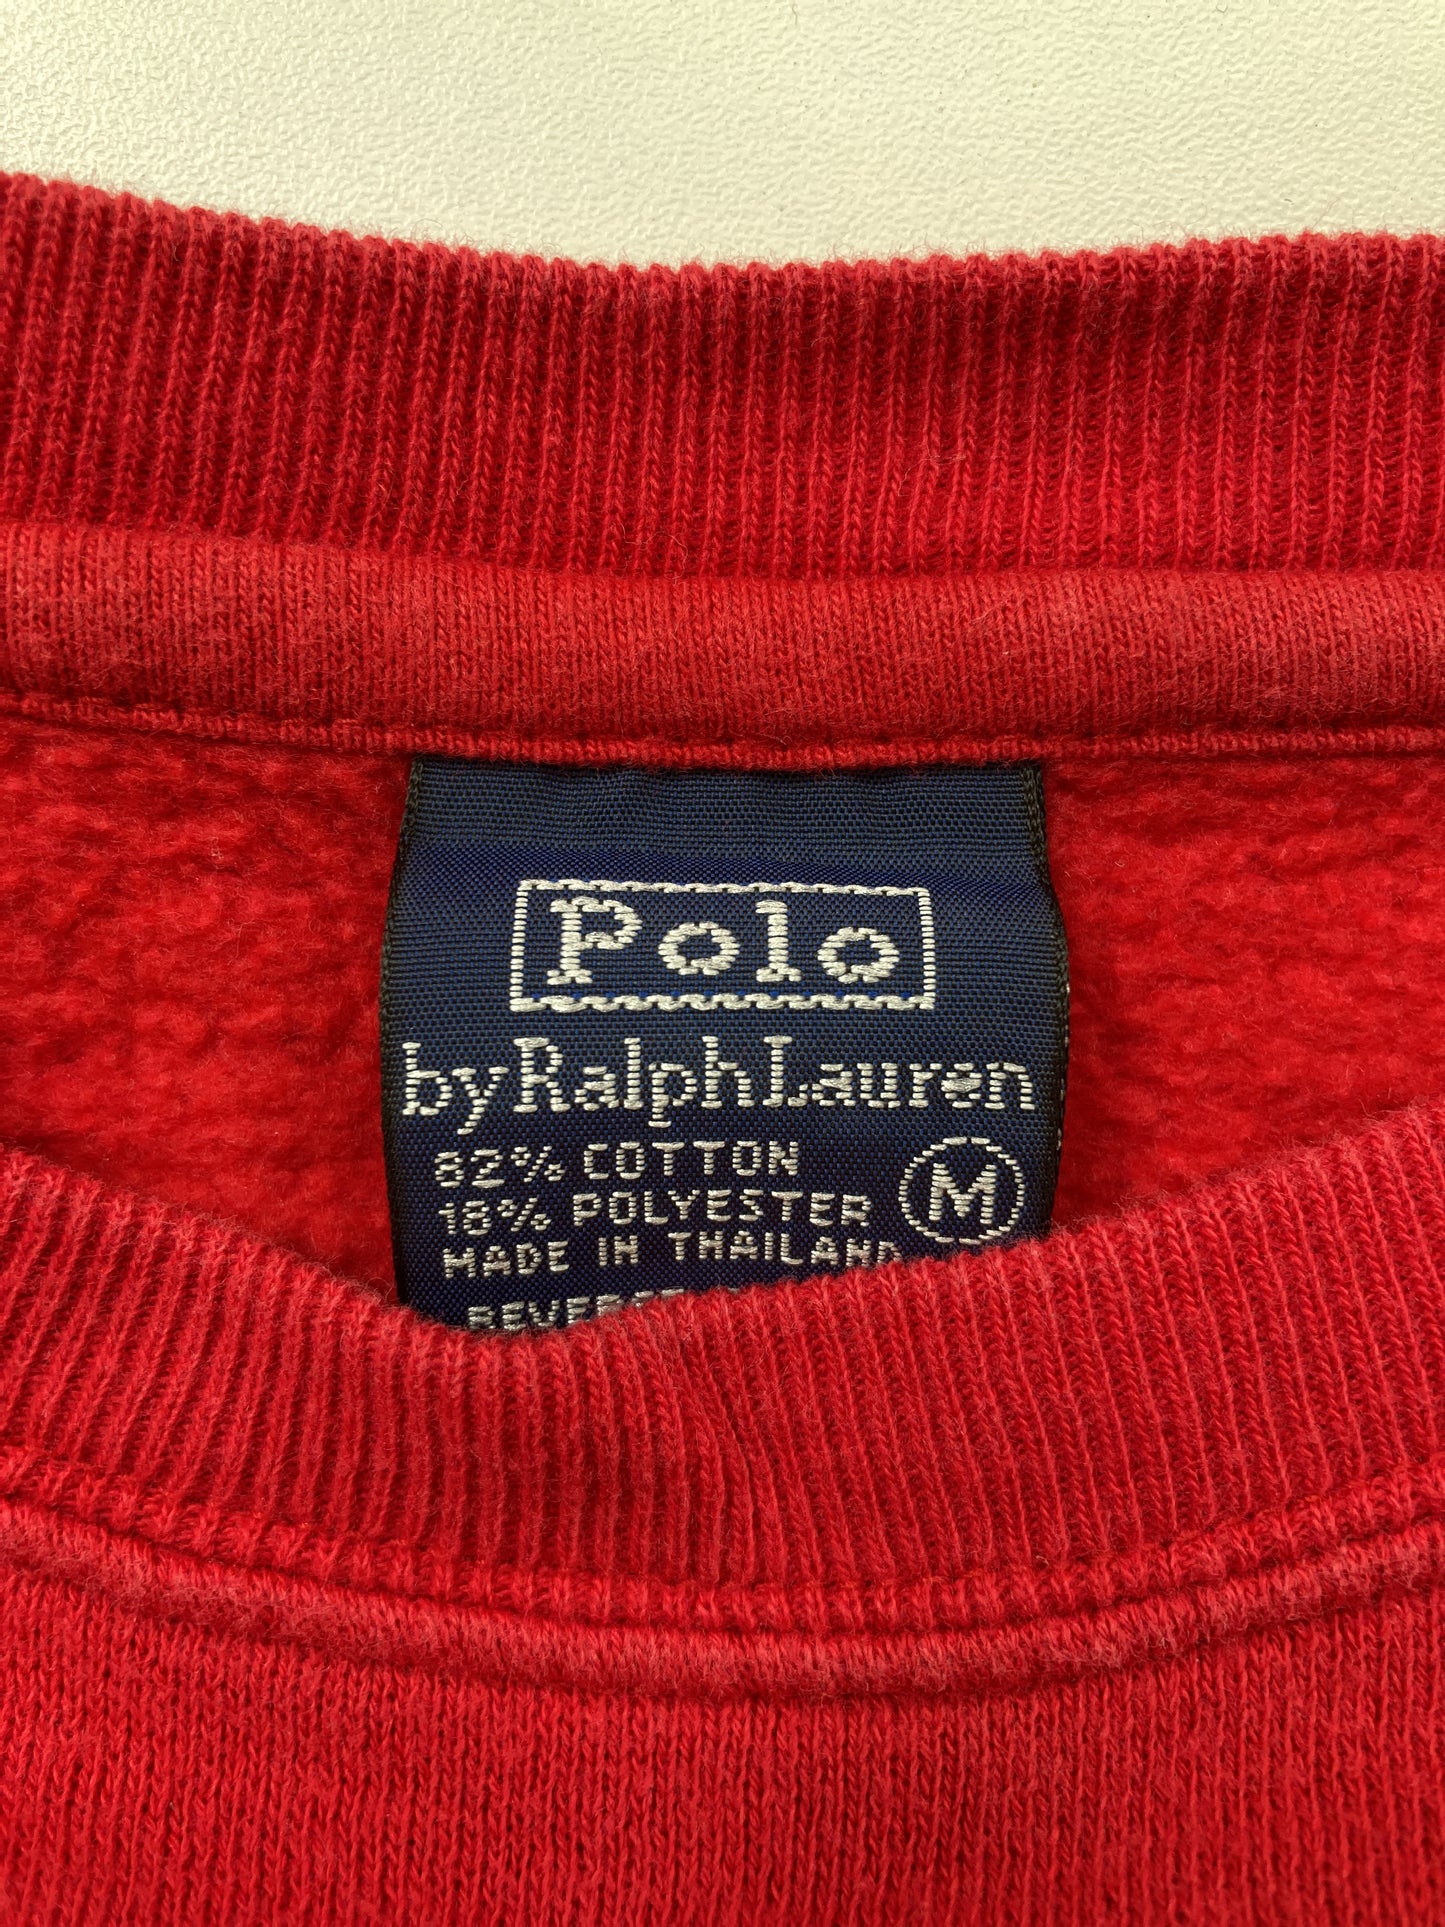 Polo
by Ralph Lauren
82% COTTON
18% POLYESTER
M
MADE IN THAILAND